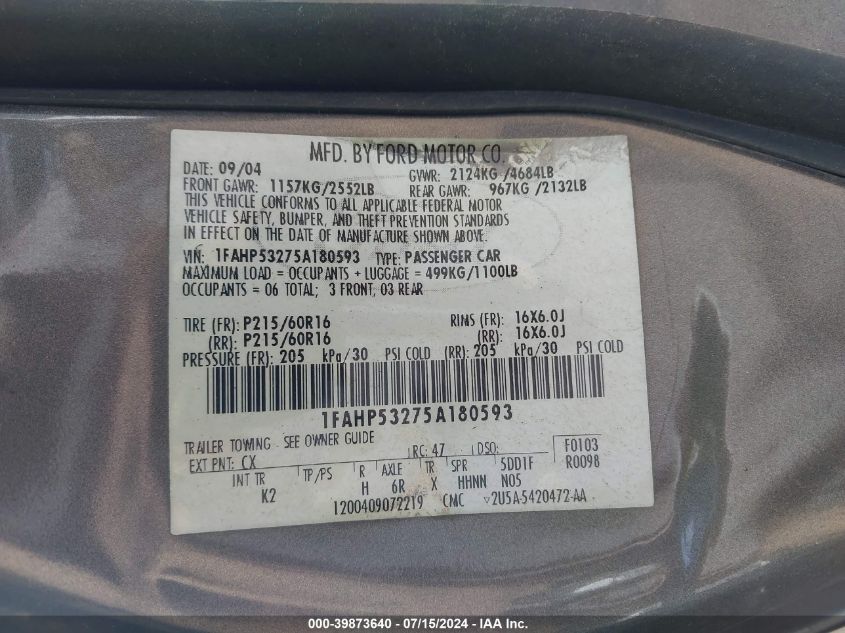 MFD. BY FORD MOTOR CO.
DATE: 09/04 GVWR: 2124KG /4684LB
FRONT GAWR: 1157KG/2552LB REAR GAWR: 967KG /2132LB
THIS VEHICLE CONFORMS TO ALL APPLICABLE FEDERAL MOTOR
VEHICLE SAFETY, BUMPER, AND THEFT PREVENTION STANDARDS
IN EFFECT ON THE DATE OF MANUFACTURE SHOWN ABOVE.
VIN: 1FAHP53275A180593 TYPE: PASSENGER CAR
MAXIMUM LOAD = OCCUPANTS + LUGGAGE = 499KG/1100LB
OCCUPANTS = 06 TOTAL; 3 FRONT, 03 REAR
TIRE (FR): P215/60R16 RIMS (FR): 16X6.0J
(RR): P215/60R16 (RR): 16X6.0J
PRESSURE (FR): 205 kPa/30 PSI COLD (RR): 205 kPa/30 PSI COLD
1FAHP53275A180593
TRAILER TOWING - SEE OWNER GUIDE
EXT PNT: CX RC: 47 DSO: F0103
R0098
INT TR TP/PS R AXLE TR SPR 5DD1F
K2 H 6R X HHNN N05
1200409072219 CMC ▽2U5A-5420472-AA
000-39873640 - 07/15/2024 - IAA Inc.